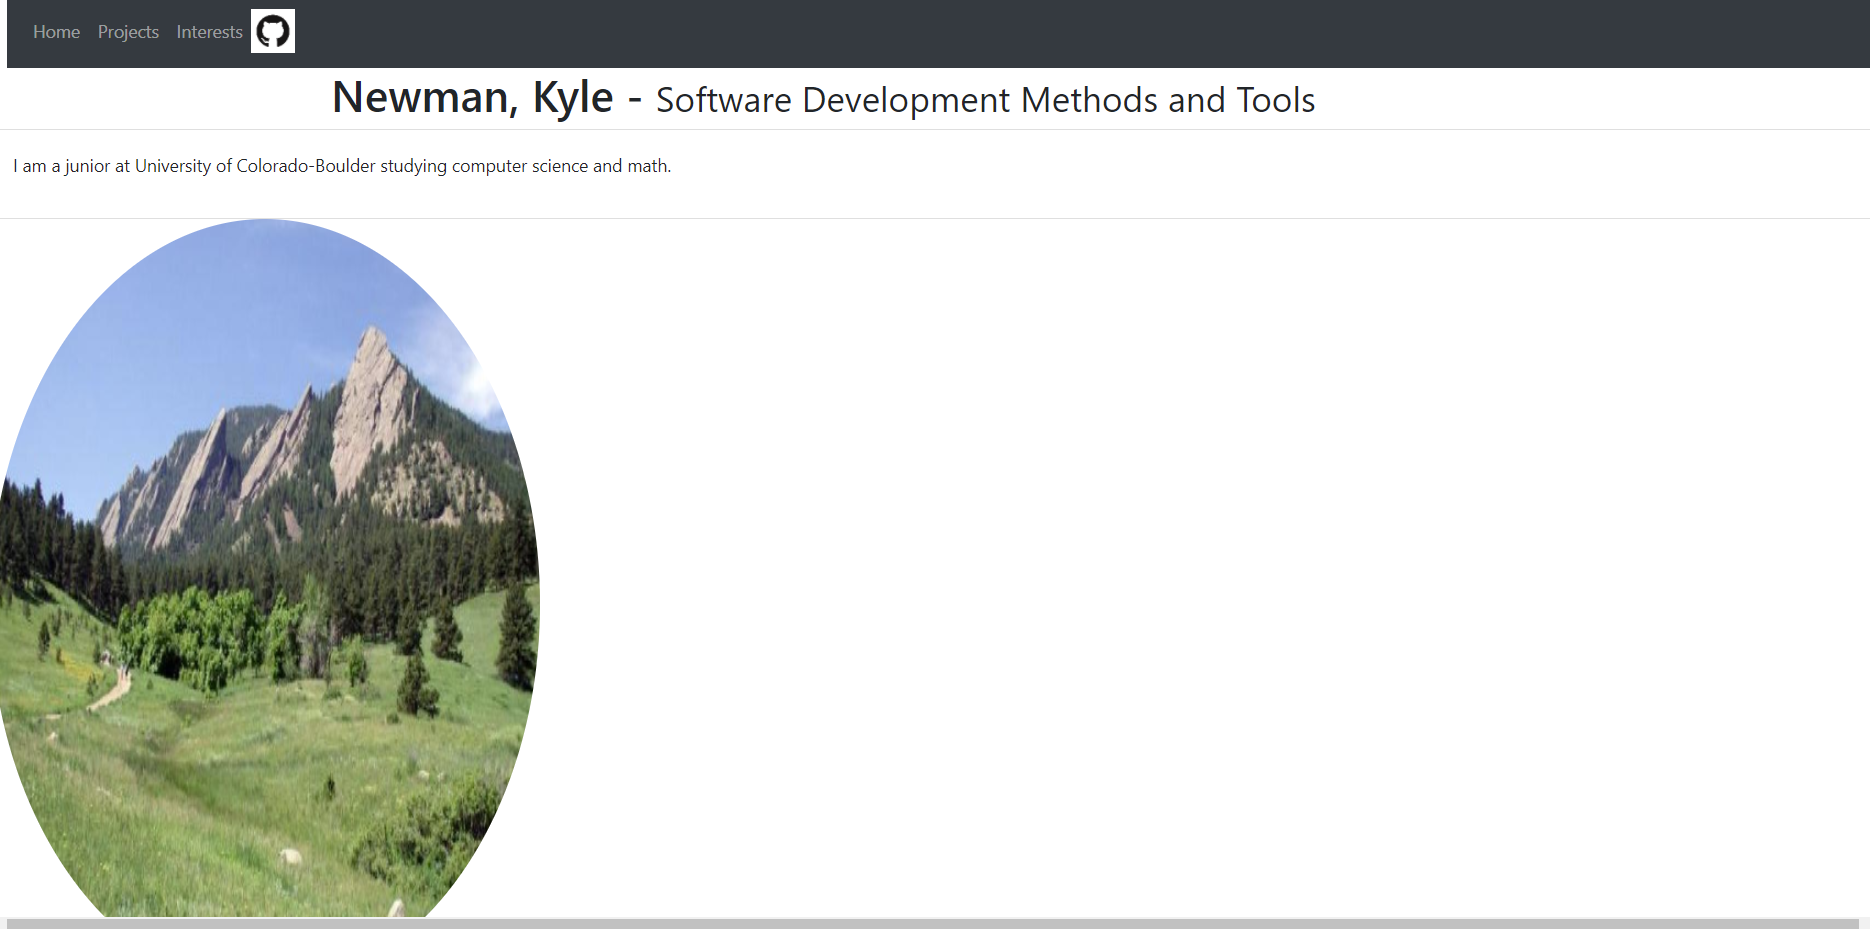 Home Projects Interests
Newman, Kyle - Software Development Methods and Tools
I am a junior at University of Colorado-Boulder studying computer science and math.